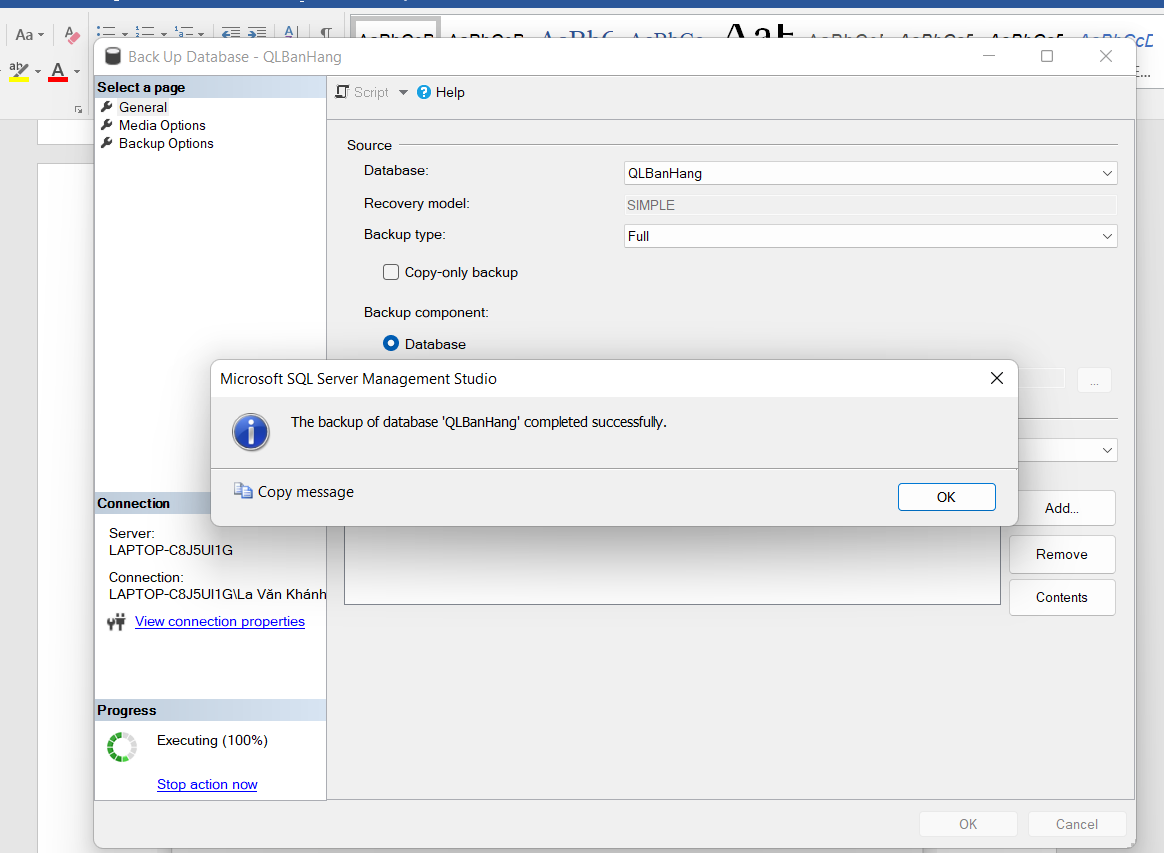 Aa
AaBbCcD
Back Up Database - QLBanHang
Select a page
General
Media Options
Backup Options
Script
Help
Source
Database:
QLBanHang
Recovery model:
SIMPLE
Backup type:
Full
Copy-only backup
Backup component:
Database
...
Microsoft SQL Server Management Studio
The backup of database 'QLBanHang' completed successfully.
Copy message
OK
Add...
Remove
Contents
Connection
Server:
LAPTOP-C8J5UI1G
Connection:
LAPTOP-C8J5UI1G\La Văn Khánh
View connection properties
Progress
Executing (100%)
Stop action now
OK
Cancel